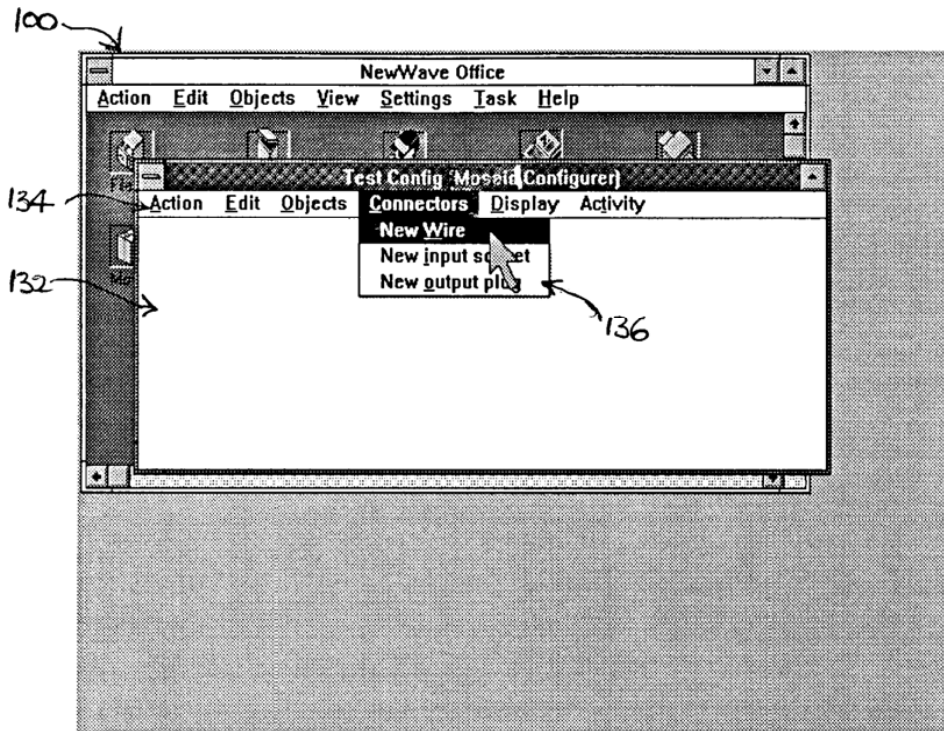 100
NewWave Office
Action Edit Objects View Settings Task Help
Test Config (Moseid Configurer)
134
Action Edit Objects Connectors Display Activity
New Wire
New input socket
132
New output plug
136